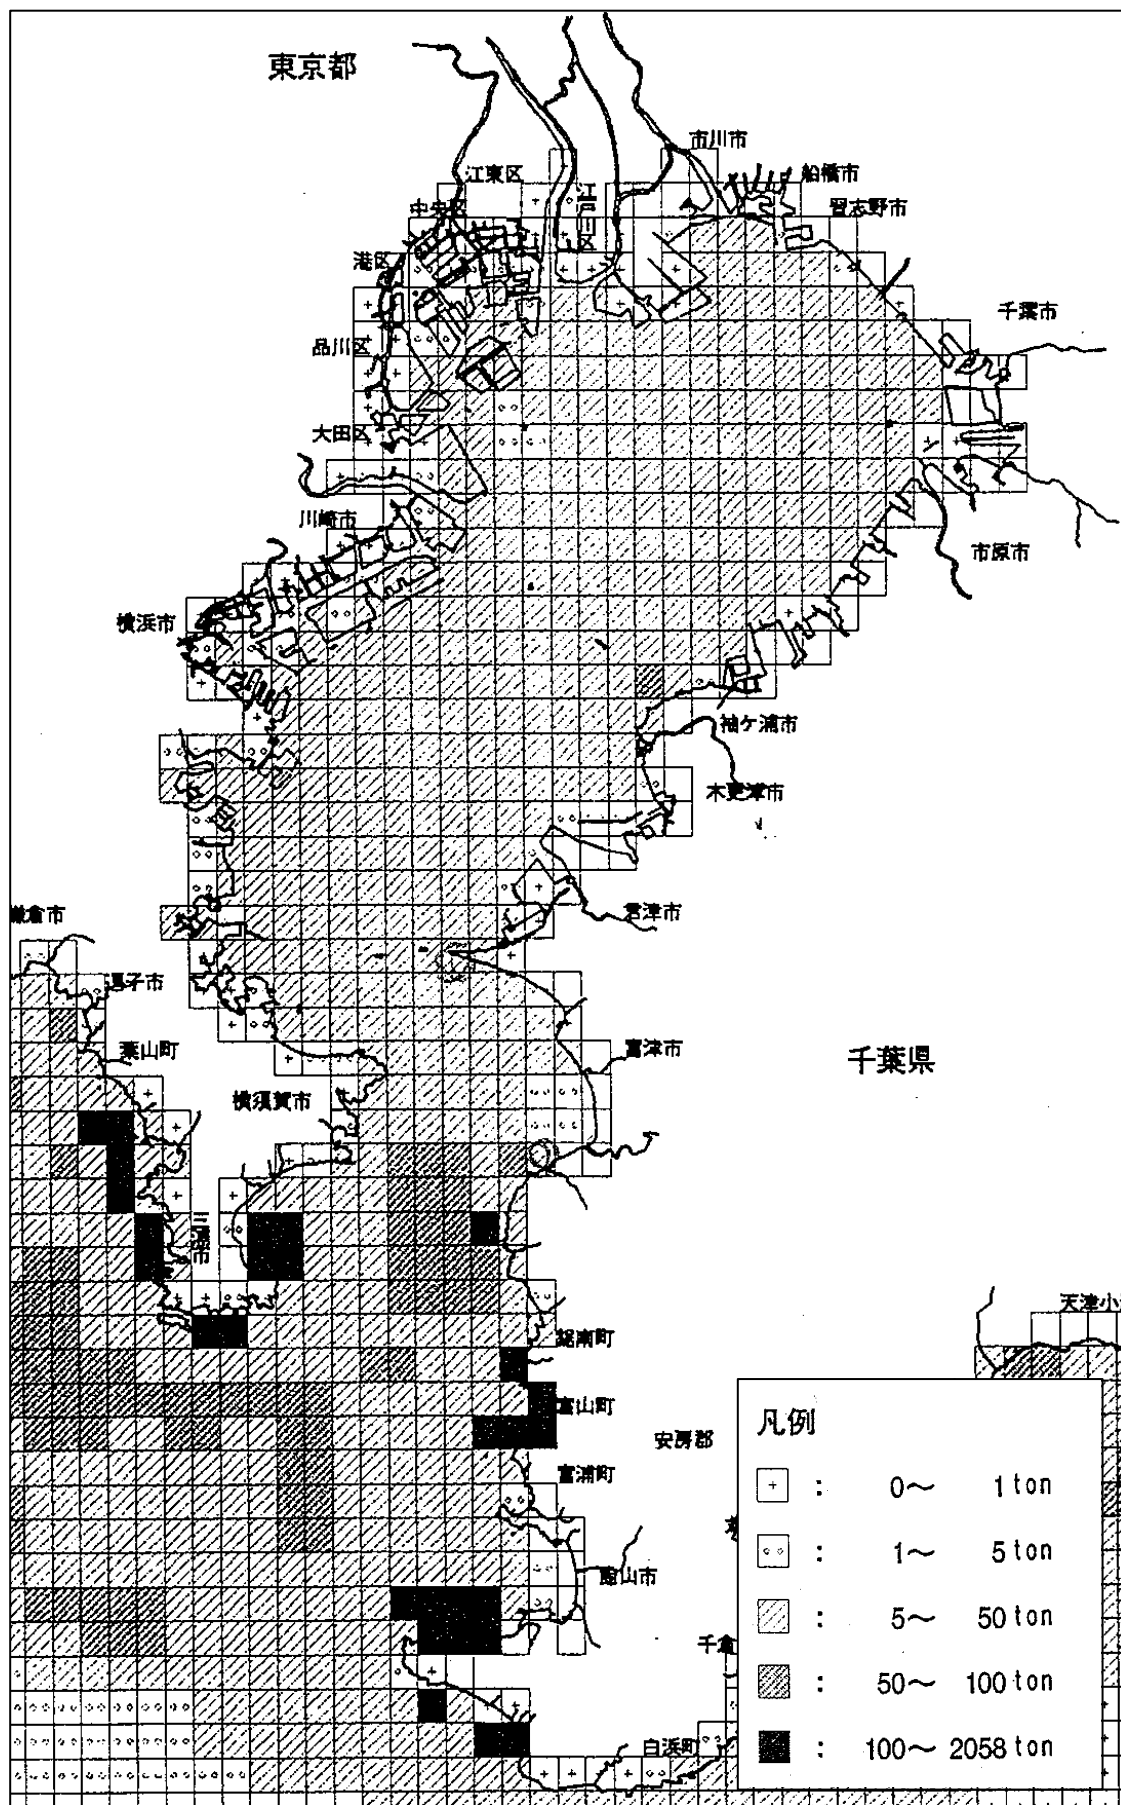 東京都
市川市
江東区
船橋市
江戸川区
中央区
習志野市
港区
千葉市
品川区
大田区
川崎市
市原市
横浜市
袖ケ浦市
木更津市
君津市
鎌倉市
逗子市
葉山町
富津市
千葉県
横須賀市
三浦市
天津小
鋸南町
富山町
安房郡
富浦町
館山市
千倉
白浜町
凡例
+ : 0～ 1 ton
∘∘ : 1～ 5 ton
: 5～ 50 ton
: 50～ 100 ton
: 100～ 2058 ton